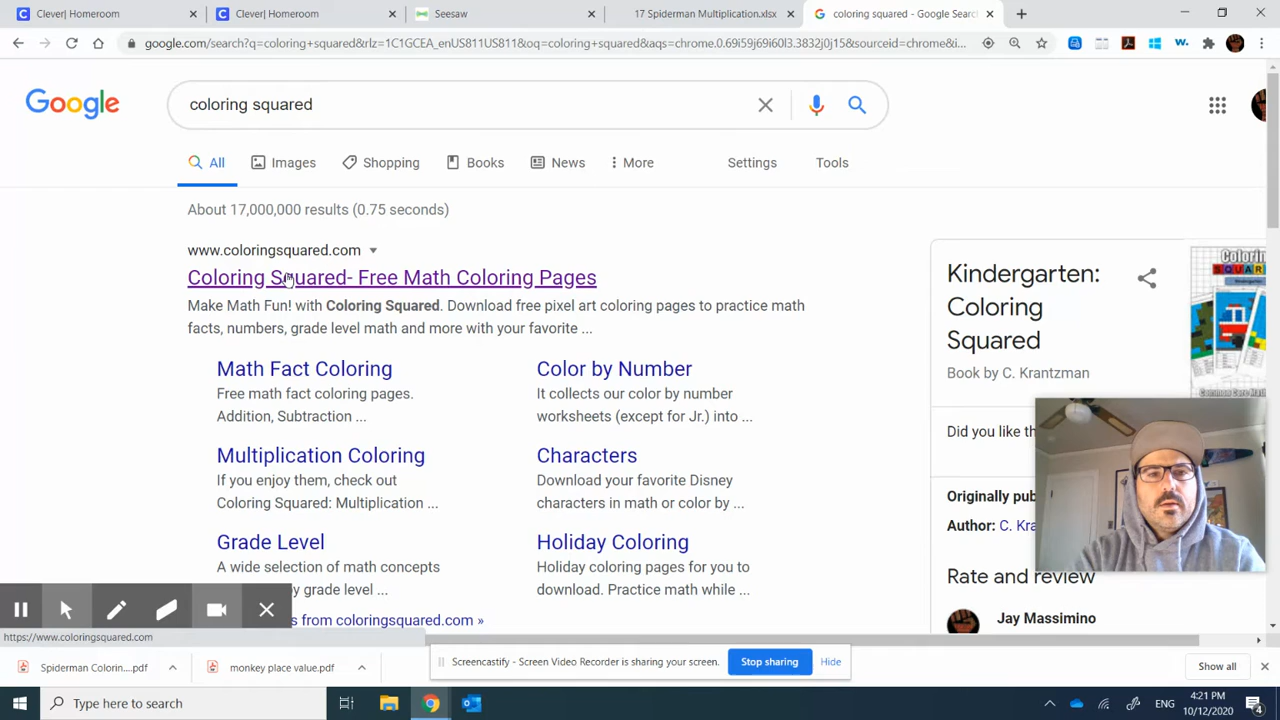 Clever| Homeroom
Clever| Homeroom
Seesaw
17 Spiderman Multiplication.xlsx
coloring squared - Google Searc
google.com/search?q=coloring+squared&rlz=1C1GCEA_enUS811US811&oq=coloring+squared&aqs=chrome.0.69i59j69i60l3.3832j0j15&sourceid=chrome&i...
Google
coloring squared
All
Images
Shopping
Books
News
More
Settings
Tools
About 17,000,000 results (0.75 seconds)
www.coloringsquared.com
Coloring Squared- Free Math Coloring Pages
Make Math Fun! with Coloring Squared. Download free pixel art coloring pages to practice math
facts, numbers, grade level math and more with your favorite ...
Math Fact Coloring
Free math fact coloring pages.
Addition, Subtraction ...
Color by Number
It collects our color by number
worksheets (except for Jr.) into ...
Multiplication Coloring
If you enjoy them, check out
Coloring Squared: Multiplication ...
Characters
Download your favorite Disney
characters in math or color by ...
Grade Level
A wide selection of math concepts
y grade level ...
Holiday Coloring
Holiday coloring pages for you to
download. Practice math while ...
s from coloringsquared.com »
Kindergarten:
Coloring
Squared
Book by C. Krantzman
Did you like th
Originally pub
Author: C. Kra
Rate and review
Jay Massimino
https://www.coloringsquared.com
Spiderman Colorin....pdf
monkey place value.pdf
Screencastify - Screen Video Recorder is sharing your screen.
Stop sharing
Hide
Show all
Type here to search
ENG
4:21 PM
10/12/2020
4